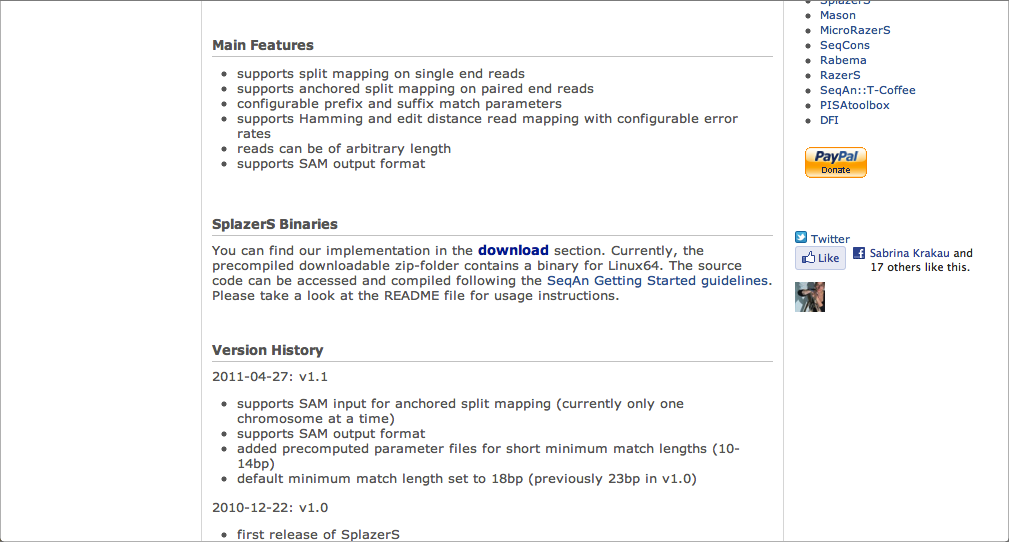 Main Features
supports split mapping on single end reads
supports anchored split mapping on paired end reads
configurable prefix and suffix match parameters
supports Hamming and edit distance read mapping with configurable error
rates
reads can be of arbitrary length
supports SAM output format
SplazerS Binaries
You can find our implementation in the download section. Currently, the
precompiled downloadable zip-folder contains a binary for Linux64. The source
code can be accessed and compiled following the SeqAn Getting Started guidelines.
Please take a look at the README file for usage instructions.
Version History
2011-04-27: v1.1
supports SAM input for anchored split mapping (currently only one
chromosome at a time)
supports SAM output format
added precomputed parameter files for short minimum match lengths (10-
14bp)
default minimum match length set to 18bp (previously 23bp in v1.0)
2010-12-22: v1.0
first release of SplazerS
SplazerS
Mason
MicroRazerS
SeqCons
Rabema
RazerS
SeqAn::T-Coffee
PISAtoolbox
DFI
PayPal
Donate
Twitter
Like
Sabrina Krakau and
17 others like this.